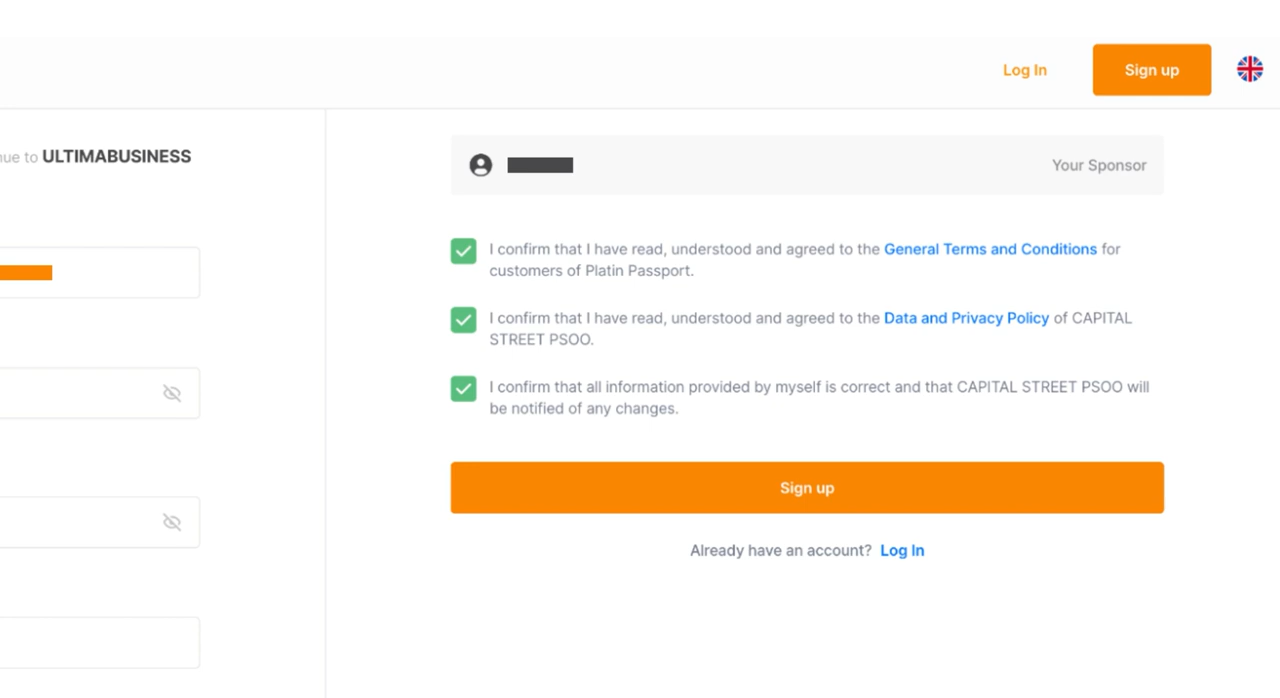 Log In
Sign up
nue to ULTIMABUSINESS
Your Sponsor
I confirm that I have read, understood and agreed to the General Terms and Conditions for
customers of Platin Passport.
I confirm that I have read, understood and agreed to the Data and Privacy Policy of CAPITAL
STREET PSOO.
I confirm that all information provided by myself is correct and that CAPITAL STREET PSOO will
be notified of any changes.
Sign up
Already have an account? Log In